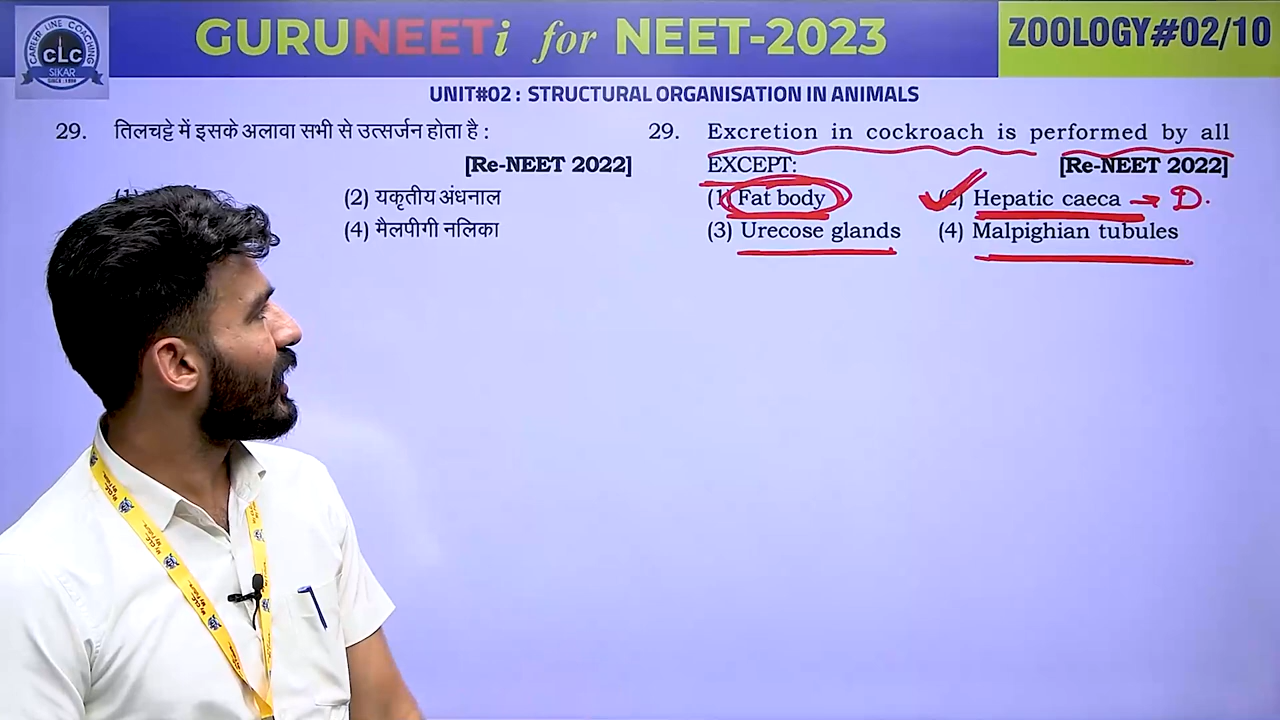 GURUNEETi for NEET-2023
ZOOLOGY#02/10
CAREER LINE COACHING
CLC
SIKAR
SINCE : 1996
UNIT#02 : STRUCTURAL ORGANISATION IN ANIMALS
29. तिलचट्टे में इसके अलावा सभी से उत्सर्जन होता है :
[Re-NEET 2022]
(2) यकृतीय अंधनाल
(4) मैलपीगी नलिका
29. Excretion in cockroach is performed by all
EXCEPT: [Re-NEET 2022]
(1) Fat body (2) Hepatic caeca → D.
(3) Urecose glands (4) Malpighian tubules